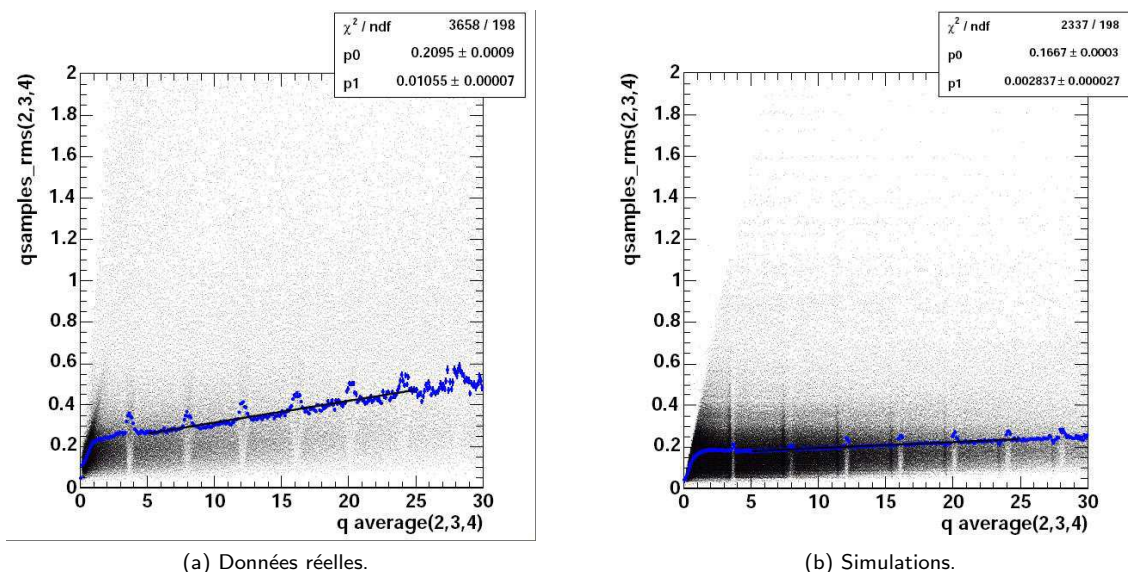 χ² / ndf 3658 / 198
p0 0.2095 ± 0.0009
p1 0.01055 ± 0.00007
qsamples_rms(2,3,4)
2
1.8
1.6
1.4
1.2
1
0.8
0.6
0.4
0.2
0
0 5 10 15 20 25 30
q average(2,3,4)
(a) Données réelles.
χ² / ndf 2337 / 198
p0 0.1667 ± 0.0003
p1 0.002837 ± 0.000027
qsamples_rms(2,3,4)
2
1.8
1.6
1.4
1.2
1
0.8
0.6
0.4
0.2
0
0 5 10 15 20 25 30
q average(2,3,4)
(b) Simulations.